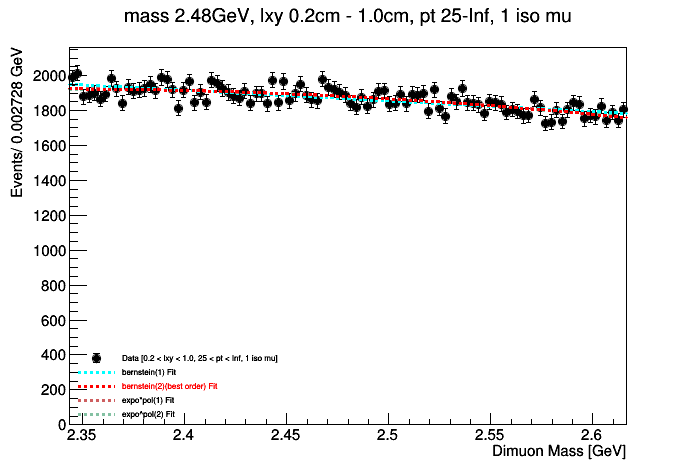 mass 2.48GeV, lxy 0.2cm - 1.0cm, pt 25-Inf, 1 iso mu
Events/ 0.002728 GeV
2000
1800
1600
1400
1200
1000
800
600
400
200
0
Data [0.2 < lxy < 1.0, 25 < pt < Inf, 1 iso mu]
bernstein(1) Fit
bernstein(2)(best order) Fit
expo*pol(1) Fit
expo*pol(2) Fit
2.35 2.4 2.45 2.5 2.55 2.6
Dimuon Mass [GeV]